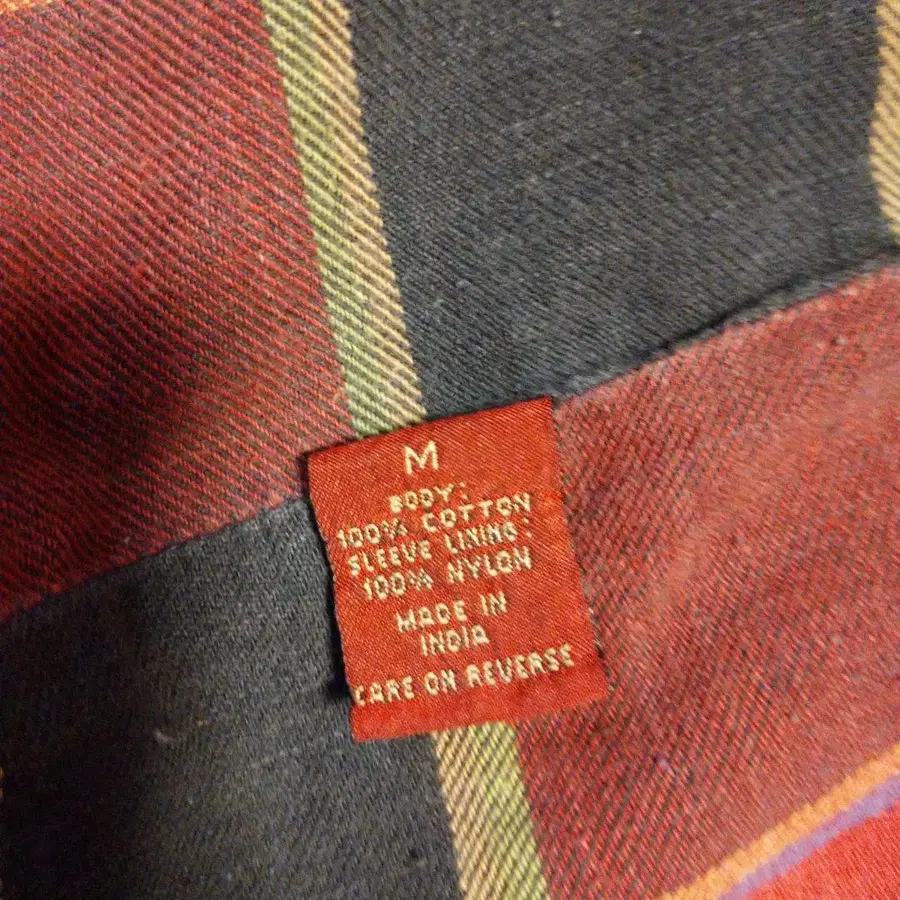 M
BODY:
100% COTTON
SLEEVE LINING:
100% NYLON
MADE IN
INDIA
CARE ON REVERSE